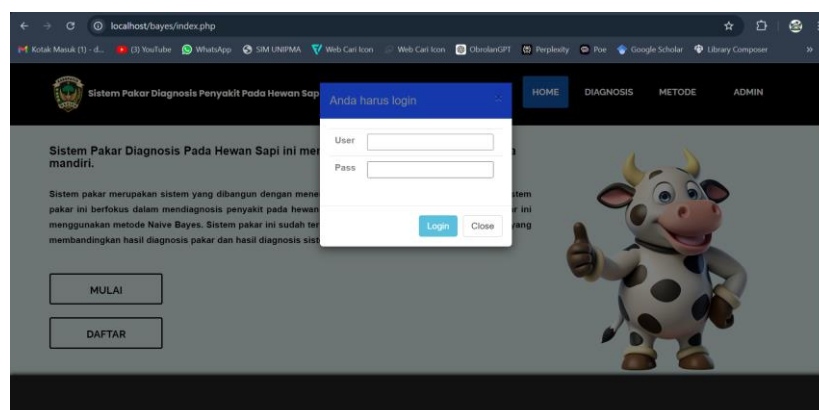 localhost/bayes/index.php
Kotak Masuk (1) - d... (3) YouTube WhatsApp SIM UNIPMA Web Cari Icon Web Cari Icon ObrolanGPT Perplexity Poe Google Scholar Library Composer »
Sistem Pakar Diagnosis Penyakit Pada Hewan Sap
HOME DIAGNOSIS METODE ADMIN
Anda harus login ×
User
Pass
Login Close
Sistem Pakar Diagnosis Pada Hewan Sapi ini mer
mandiri.
Sistem pakar merupakan sistem yang dibangun dengan mene stem
pakar ini berfokus dalam mendiagnosis penyakit pada hewan ar ini
menggunakan metode Naive Bayes. Sistem pakar ini sudah ter yang
membandingkan hasil diagnosis pakar dan hasil diagnosis sist
MULAI
DAFTAR